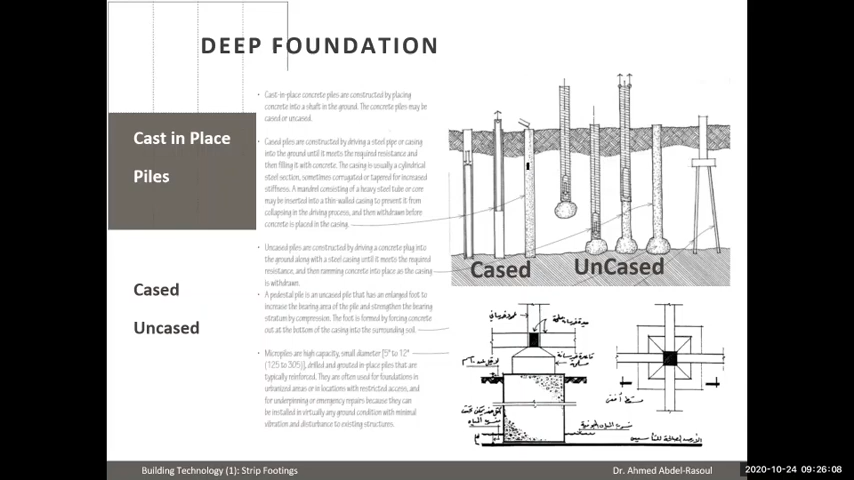 DEEP FOUNDATION
Cast in Place
Piles
Cased
Uncased
• Cast-in-place concrete piles are constructed by placing
concrete into a shaft in the ground. The concrete piles may be
cased or uncased.
• Cased piles are constructed by driving a steel pipe or casing
into the ground until it meets the required resistance and
then filling it with concrete. The casing is usually a cylindrical
steel section, sometimes corrugated or tapered for increased
stiffness. A mandrel consisting of a heavy steel tube or core
may be inserted into a thin-walled casing to prevent it from
collapsing in the driving process, and then withdrawn before
concrete is placed in the casing.
• Uncased piles are constructed by driving a concrete plug into
the ground along with a steel casing until it meets the required
resistance, and then ramming concrete into place as the casing
is withdrawn.
• A pedestal pile is an uncased pile that has an enlarged foot to
increase the bearing area of the pile and strengthen the bearing
stratum by compression. The foot is formed by forcing concrete
out at the bottom of the casing into the surrounding soil.
• Micropiles are high capacity, small diameter [5" to 12"
(125 to 305)], drilled and grouted in-place piles that are
typically reinforced. They are often used for foundations in
urbanized areas or in locations with restricted access, and
for underpinning or emergency repairs because they can
be installed in virtually any ground condition with minimal
vibration and disturbance to existing structures.
Cased
UnCased
مسقط أفقى
Building Technology (1): Strip Footings
Dr. Ahmed Abdel-Rasoul
2020-10-24 09:26:08